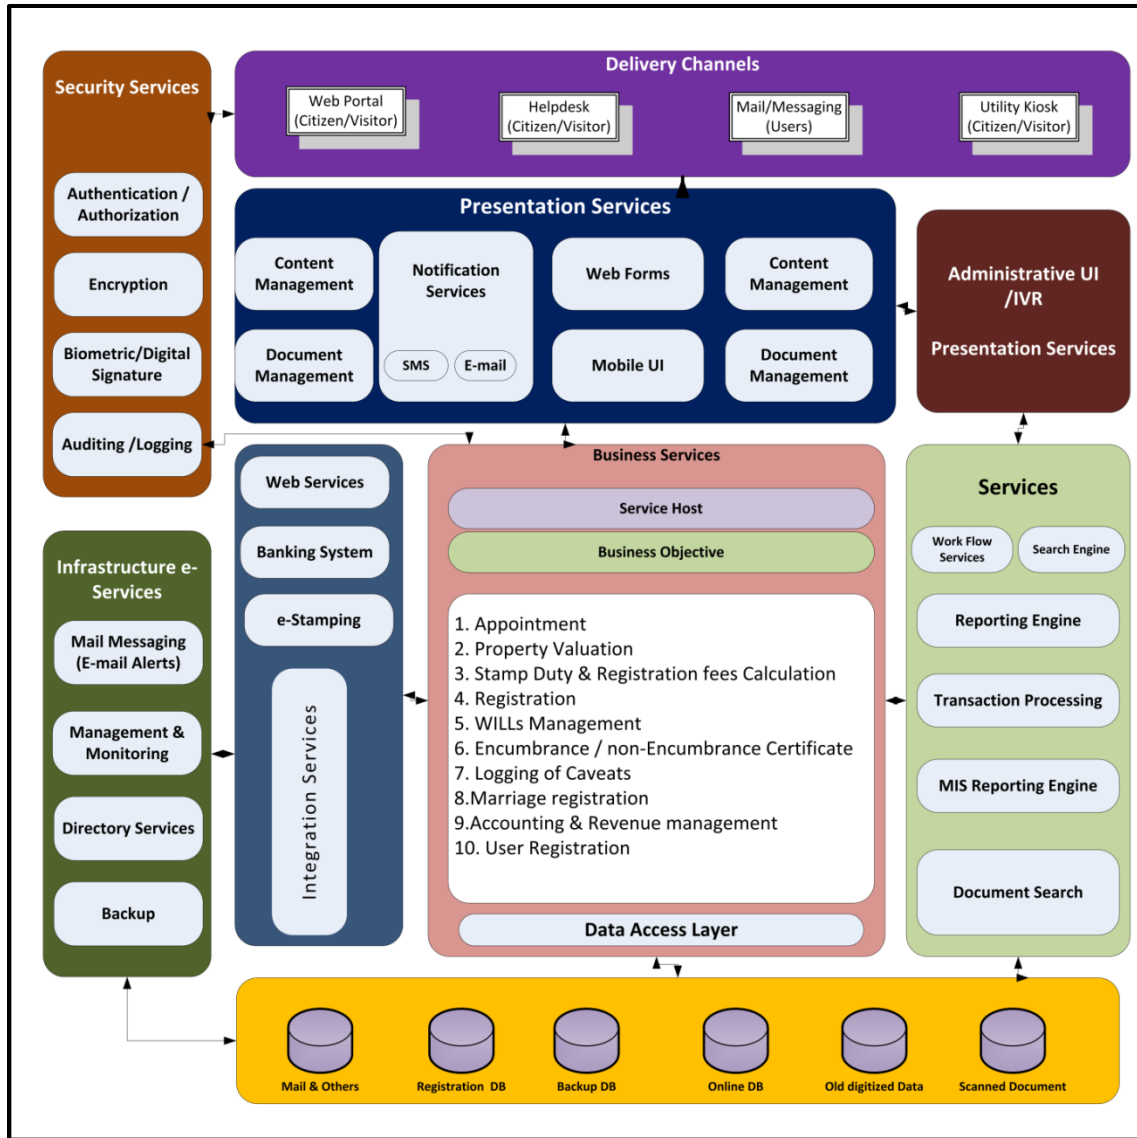 Security Services
Authentication /
Authorization
Encryption
Biometric/Digital
Signature
Auditing /Logging
Delivery Channels
Web Portal
(Citizen/Visitor)
Helpdesk
(Citizen/Visitor)
Mail/Messaging
(Users)
Utility Kiosk
(Citizen/Visitor)
Presentation Services
Content
Management
Document
Management
Notification
Services
SMS
E-mail
Web Forms
Mobile UI
Content
Management
Document
Management
Administrative UI
/IVR
Presentation Services
Infrastructure e-
Services
Mail Messaging
(E-mail Alerts)
Management &
Monitoring
Directory Services
Backup
Web Services
Banking System
e-Stamping
Integration Services
Business Services
Service Host
Business Objective
1. Appointment
2. Property Valuation
3. Stamp Duty & Registration fees Calculation
4. Registration
5. WILLs Management
6. Encumbrance / non-Encumbrance Certificate
7. Logging of Caveats
8.Marriage registration
9.Accounting & Revenue management
10. User Registration
Data Access Layer
Services
Work Flow
Services
Search Engine
Reporting Engine
Transaction Processing
MIS Reporting Engine
Document Search
Mail & Others
Registration DB
Backup DB
Online DB
Old digitized Data
Scanned Document